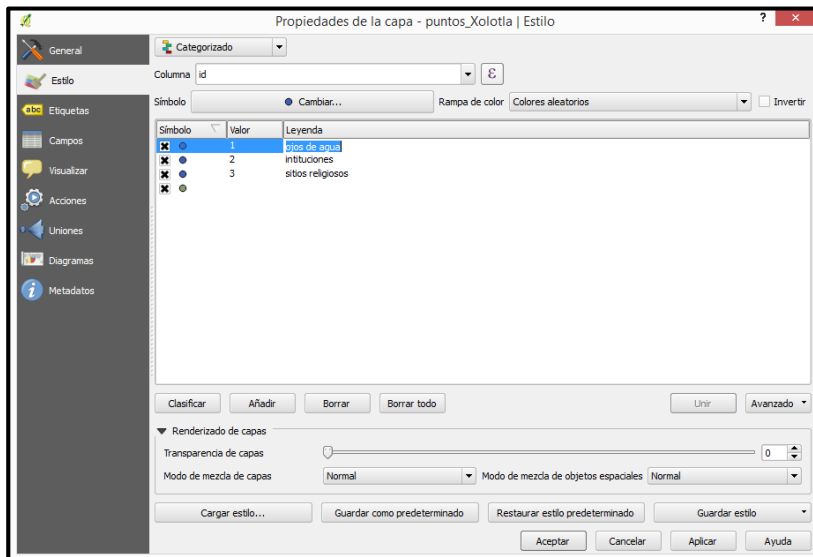 Propiedades de la capa - puntos_Xolotla | Estilo
? ×
General
Estilo
abc Etiquetas
Campos
Visualizar
Acciones
Uniones
Diagramas
Metadatos
Categorizado
Columna id ε
Símbolo Cambiar... Rampa de color Colores aleatorios Invertir
Símbolo Valor Leyenda
1 ojos de agua
2 intituciones
3 sitios religiosos
Clasificar Añadir Borrar Borrar todo Unir Avanzado
Renderizado de capas
Transparencia de capas 0
Modo de mezcla de capas Normal Modo de mezcla de objetos espaciales Normal
Cargar estilo... Guardar como predeterminado Restaurar estilo predeterminado Guardar estilo
Aceptar Cancelar Aplicar Ayuda